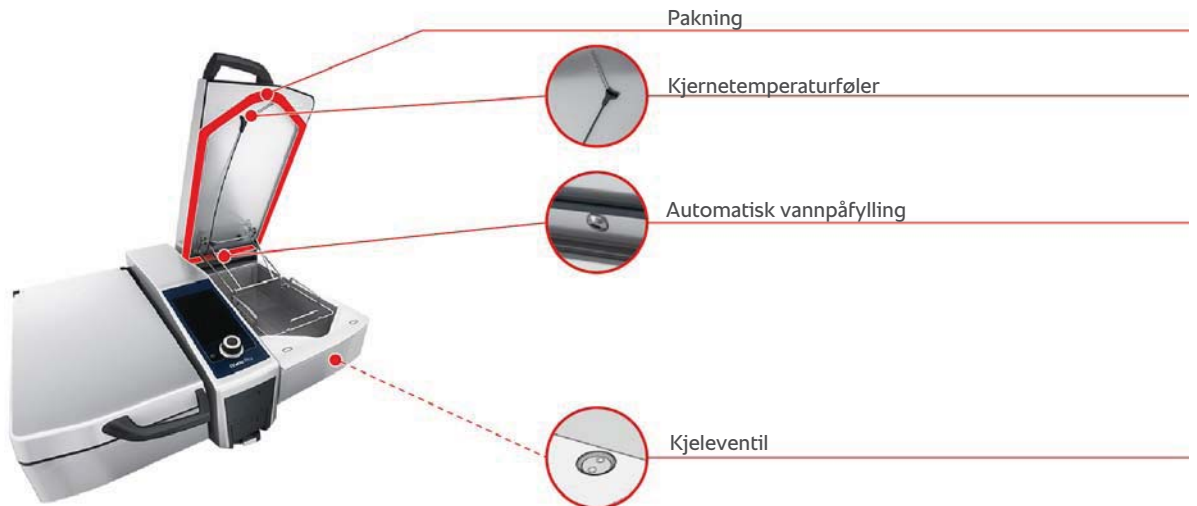 Pakning
Kjernetemperaturføler
Automatisk vannpåfylling
Kjeleventil